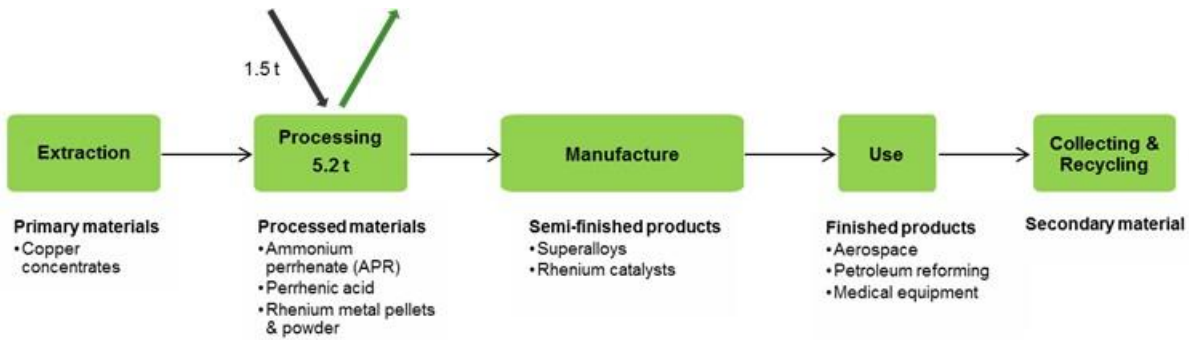 1.5 t
Extraction
Processing
5.2 t
Manufacture
Use
Collecting &
Recycling
Primary materials
•Copper
concentrates
Processed materials
•Ammonium
perrhenate (APR)
•Perrhenic acid
•Rhenium metal pellets
& powder
Semi-finished products
•Superalloys
•Rhenium catalysts
Finished products
•Aerospace
•Petroleum reforming
•Medical equipment
Secondary material